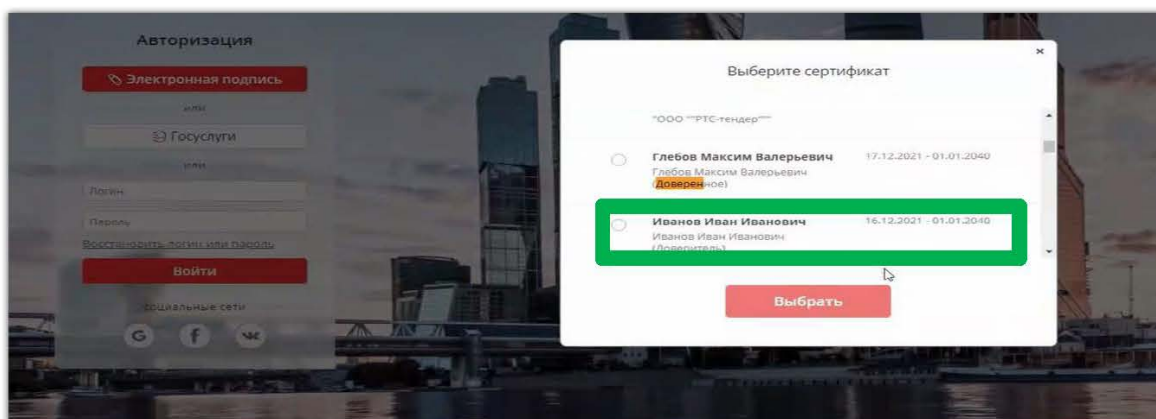 Авторизация
Электронная подпись
или
Госуслуги
или
Логин
Пароль
Восстановить логин или пароль
Войти
социальные сети
G f
×
Выберите сертификат
"ООО ""РТС-тендер"""
Глебов Максим Валерьевич 17.12.2021 - 01.01.2040
Глебов Максим Валерьевич
(Доверенное)
Иванов Иван Иванович 16.12.2021 - 01.01.2040
Иванов Иван Иванович
(Доверитель)
Выбрать